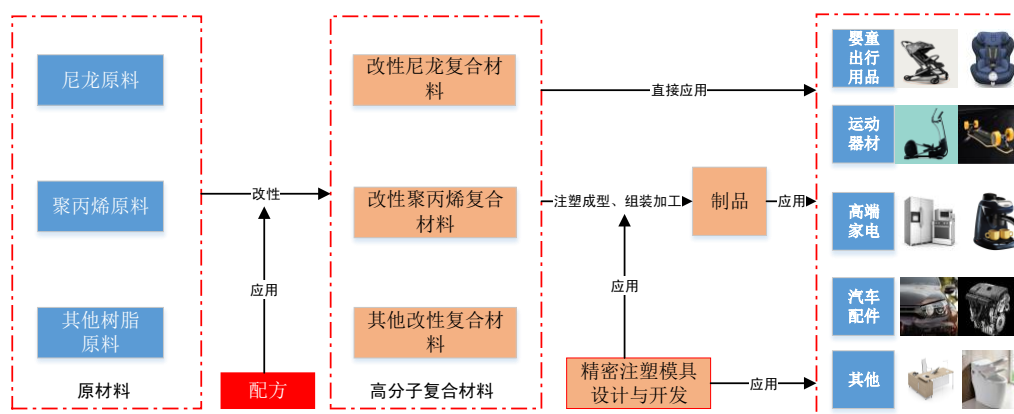 尼龙原料
聚丙烯原料
其他树脂
原料
原材料
改性
应用
配方
改性尼龙复合材
料
改性聚丙烯复合
材料
其他改性复合材
料
高分子复合材料
直接应用
注塑成型、组装加工
制品
应用
应用
精密注塑模具
设计与开发
应用
婴童
出行
用品
运动
器材
高端
家电
汽车
配件
其他